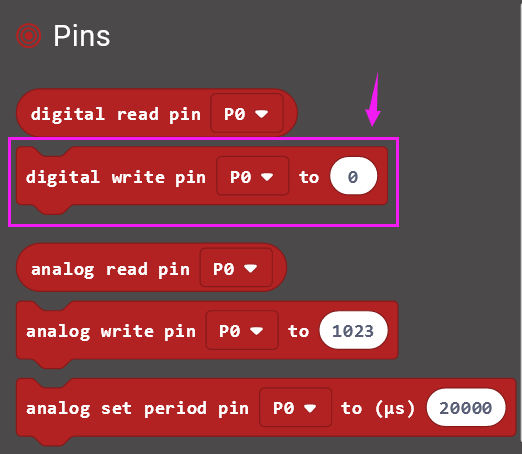 Pins
digital read pin P0
digital write pin P0 to 0
analog read pin P0
analog write pin P0 to 1023
analog set period pin P0 to (µs) 20000